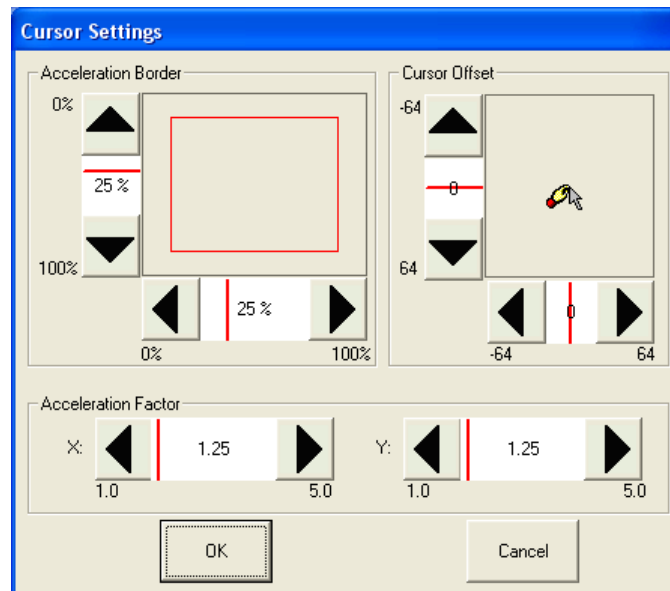 Cursor Settings
Acceleration Border
0%
25 %
100%
25 %
0% 100%
Cursor Offset
-64
0
64
0
-64 64
Acceleration Factor
X: 1.25 Y: 1.25
1.0 5.0 1.0 5.0
OK Cancel